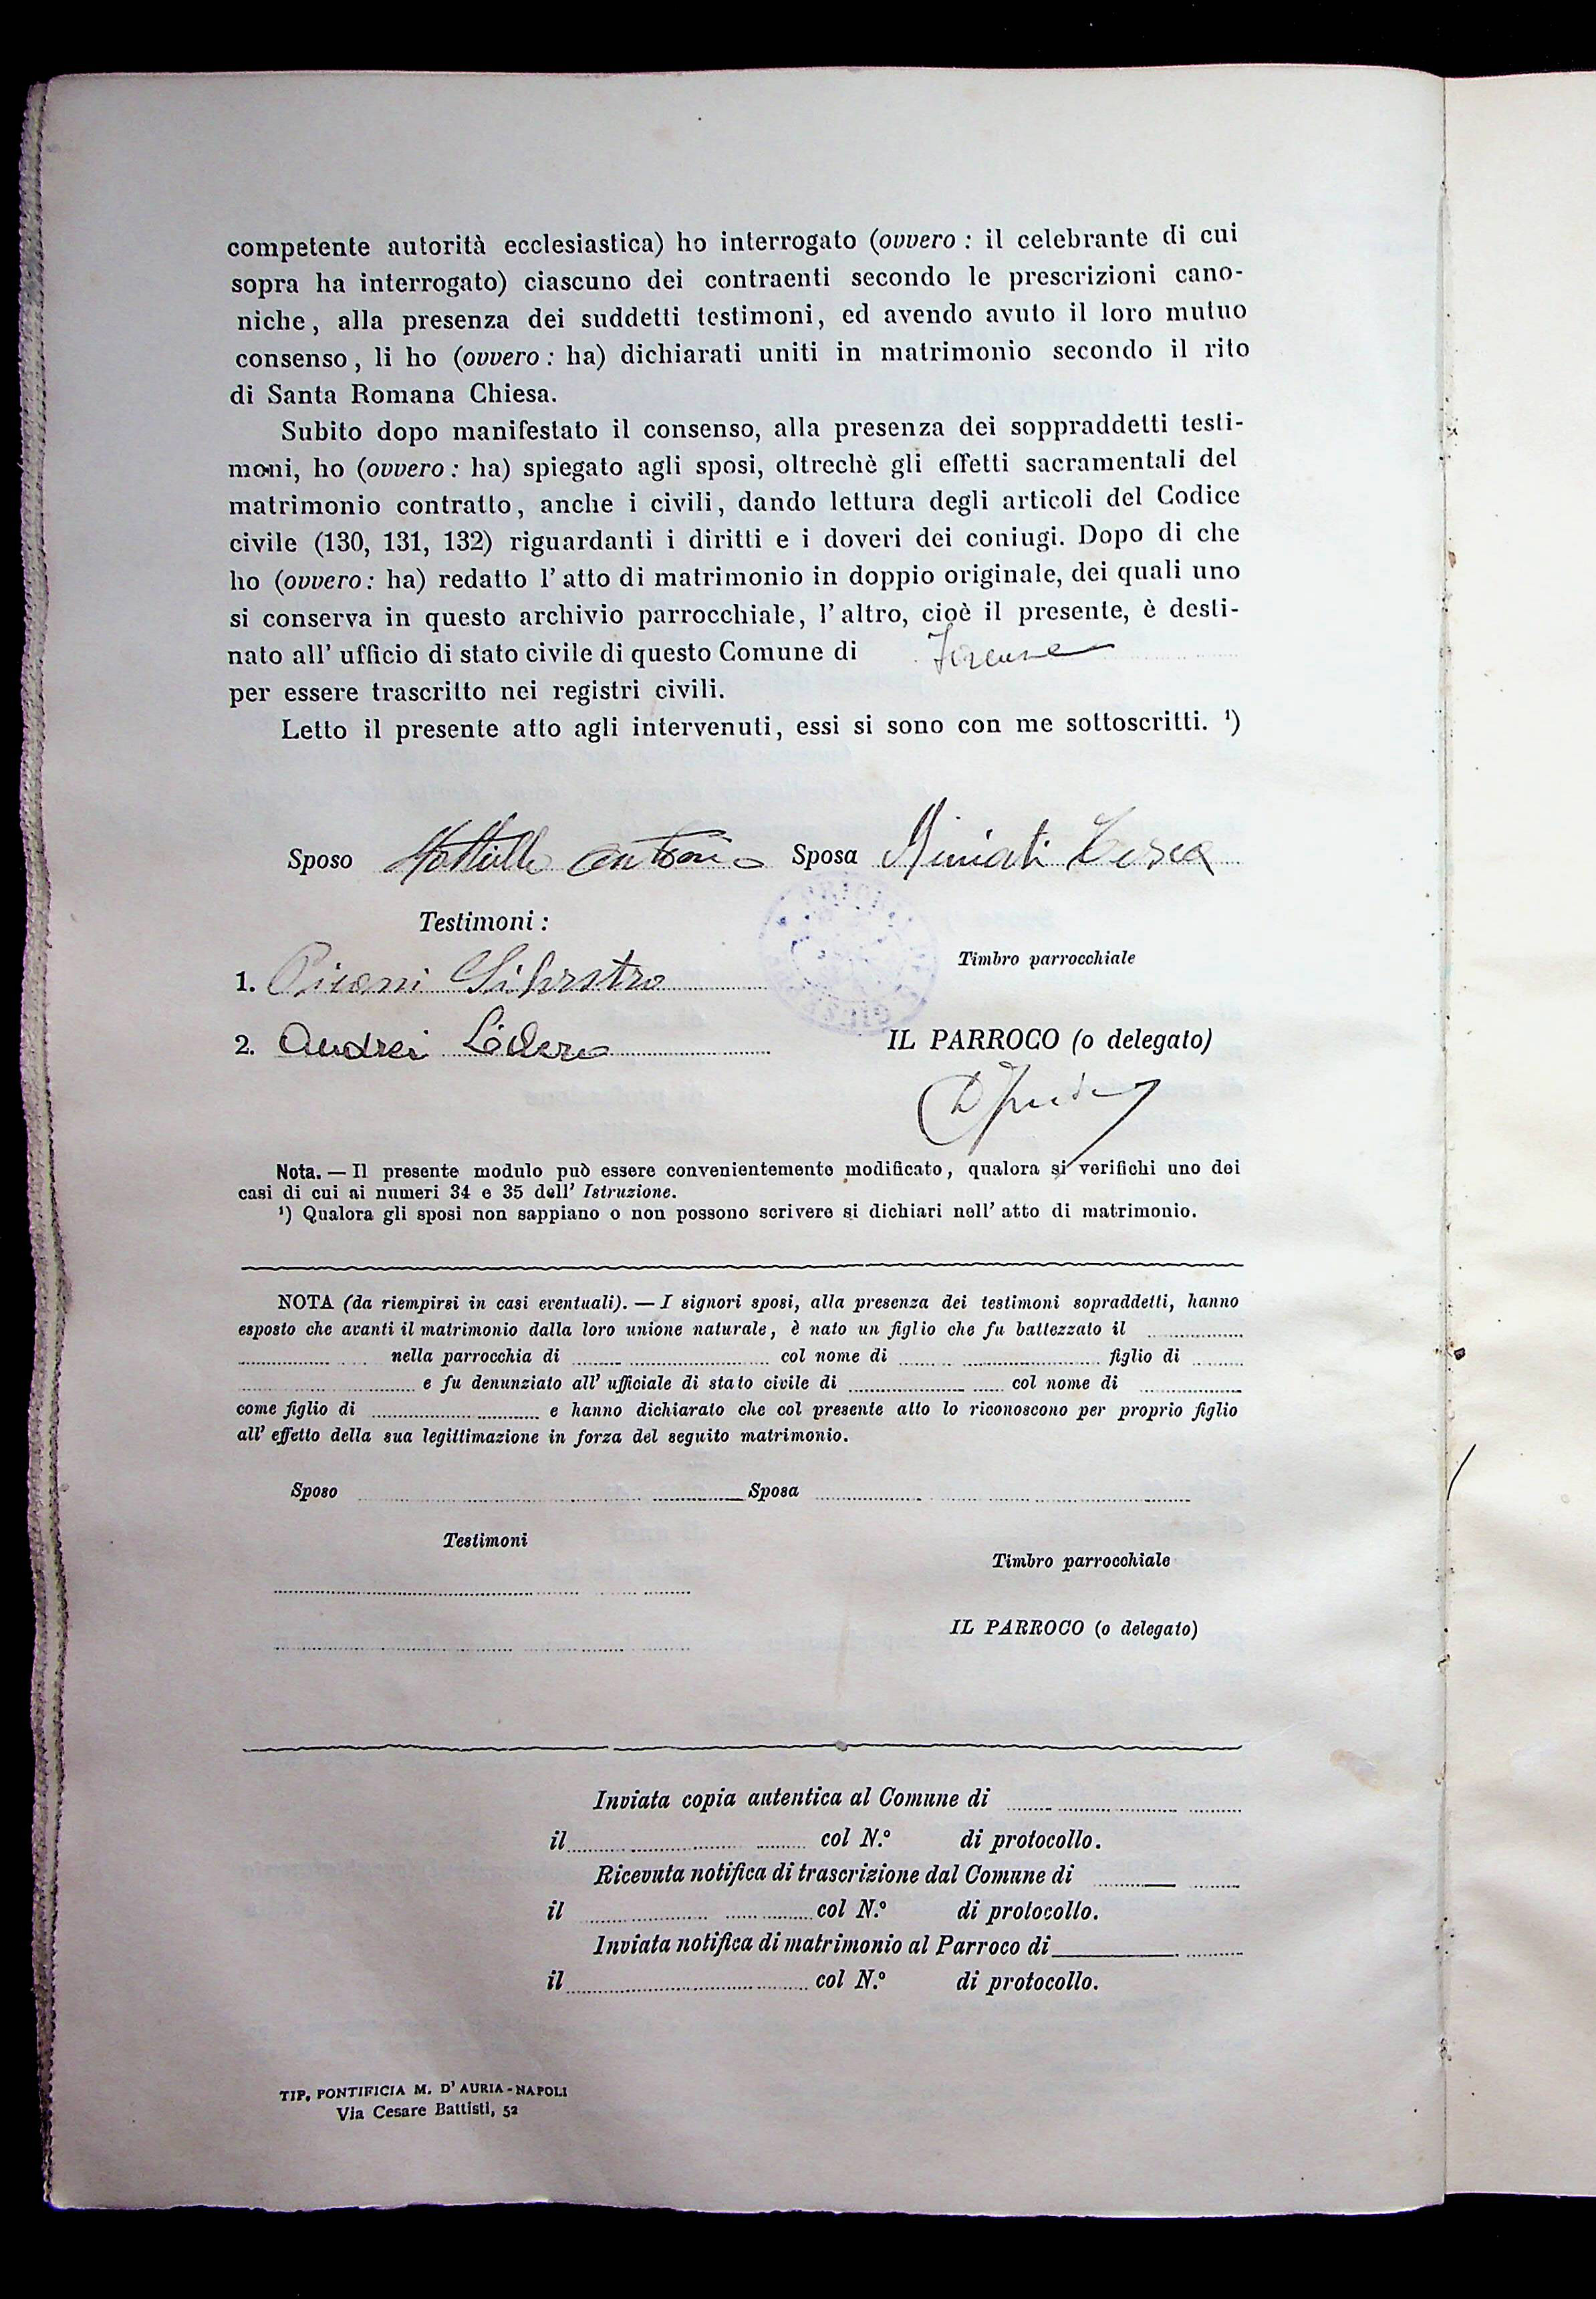 competente autorità ecclesiastica) ho interrogato (ovvero : il celebrante di cui
sopra ha interrogato) ciascuno dei contraenti secondo le prescrizioni cano-
niche, alla presenza dei suddetti testimoni, ed avendo avuto il loro mutuo
consenso, li ho (ovvero : ha) dichiarati uniti in matrimonio secondo il rito
di Santa Romana Chiesa.
Subito dopo manifestato il consenso, alla presenza dei soppraddetti testi-
moni, ho (ovvero : ha) spiegato agli sposi, oltrechè gli effetti sacramentali del
matrimonio contratto, anche i civili, dando lettura degli articoli del Codice
civile (130, 131, 132) riguardanti i diritti e i doveri dei coniugi. Dopo di che
ho (ovvero : ha) redatto l' atto di matrimonio in doppio originale, dei quali uno
si conserva in questo archivio parrocchiale, l' altro, cioè il presente, è desti-
nato all' ufficio di stato civile di questo Comune di Firenze
per essere trascritto nei registri civili.
Letto il presente atto agli intervenuti, essi si sono con me sottoscritti. ¹)
Sposo Antonio Sposa Miniati
Testimoni :
Timbro parrocchiale
1. Silvestro
2. Andrei
IL PARROCO (o delegato)
Nota. — Il presente modulo può essere convenientemente modificato, qualora si verifichi uno dei
casi di cui ai numeri 34 e 35 dell' Istruzione.
¹) Qualora gli sposi non sappiano o non possono scrivere si dichiari nell' atto di matrimonio.
NOTA (da riempirsi in casi eventuali). — I signori sposi, alla presenza dei testimoni sopraddetti, hanno
esposto che avanti il matrimonio dalla loro unione naturale, è nato un figlio che fu battezzato il
nella parrocchia di col nome di figlio di
e fu denunziato all' ufficiale di stato civile di col nome di
come figlio di e hanno dichiarato che col presente atto lo riconoscono per proprio figlio
all' effetto della sua legittimazione in forza del seguito matrimonio.
Sposo Sposa
Testimoni
Timbro parrocchiale
IL PARROCO (o delegato)
Inviata copia autentica al Comune di
il col N.º di protocollo.
Ricevuta notifica di trascrizione dal Comune di
il col N.º di protocollo.
Inviata notifica di matrimonio al Parroco di
il col N.º di protocollo.
TIP. PONTIFICIA M. D' AURIA - NAPOLI
Via Cesare Battisti, 52